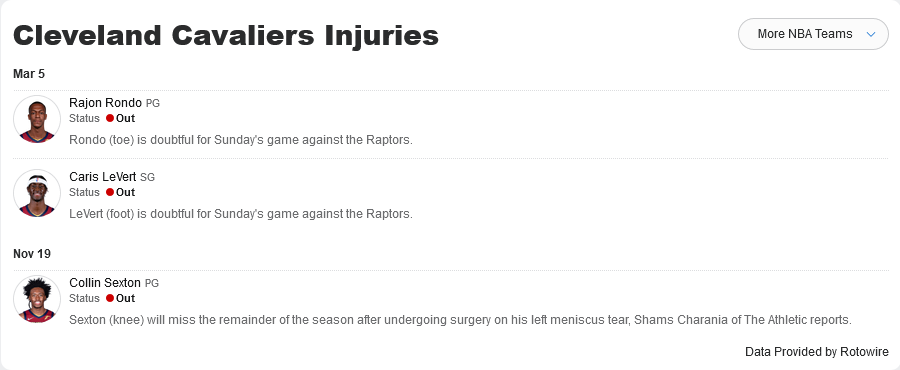 Cleveland Cavaliers Injuries
More NBA Teams
Mar 5
Rajon Rondo PG
Status Out
Rondo (toe) is doubtful for Sunday's game against the Raptors.
Caris LeVert SG
Status Out
LeVert (foot) is doubtful for Sunday's game against the Raptors.
Nov 19
Collin Sexton PG
Status Out
Sexton (knee) will miss the remainder of the season after undergoing surgery on his left meniscus tear, Shams Charania of The Athletic reports.
Data Provided by Rotowire